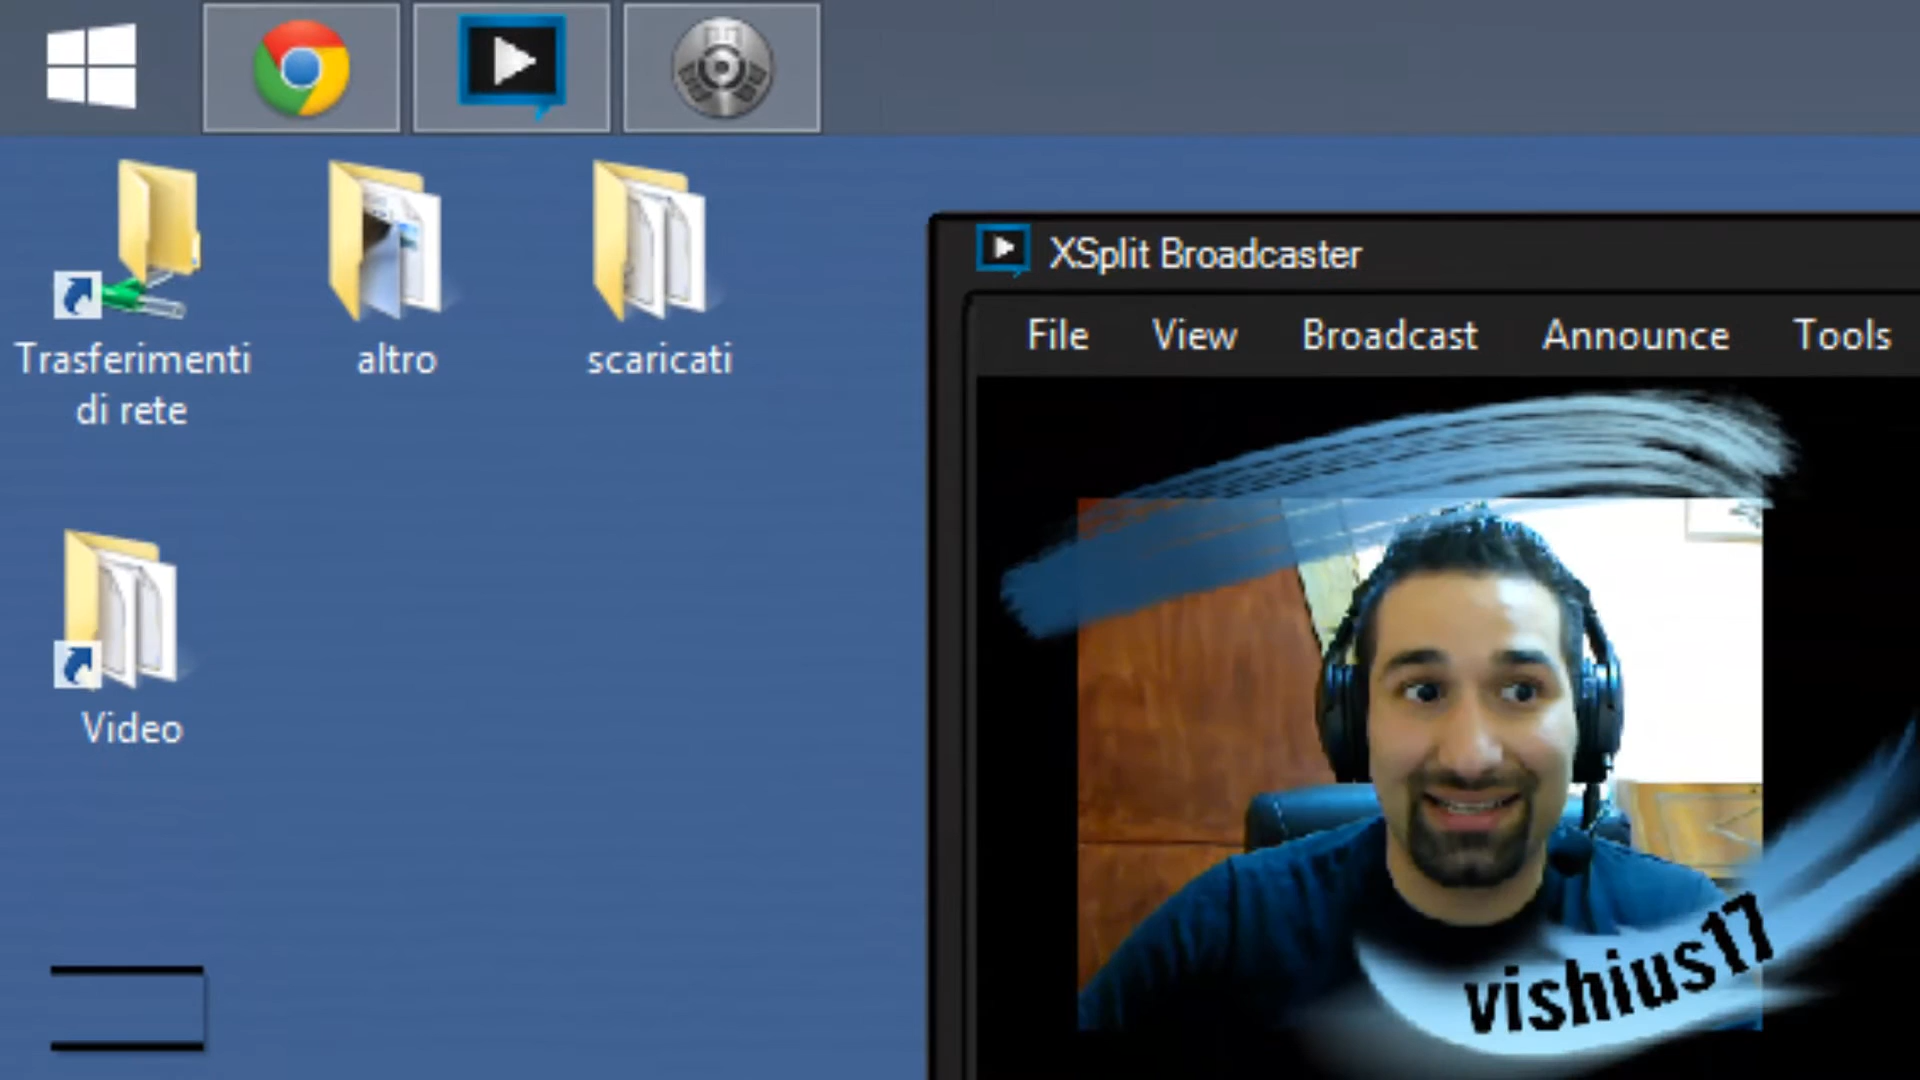 Trasferimenti
di rete
altro
scaricati
Video
XSplit Broadcaster
File View Broadcast Announce Tools
vishius17